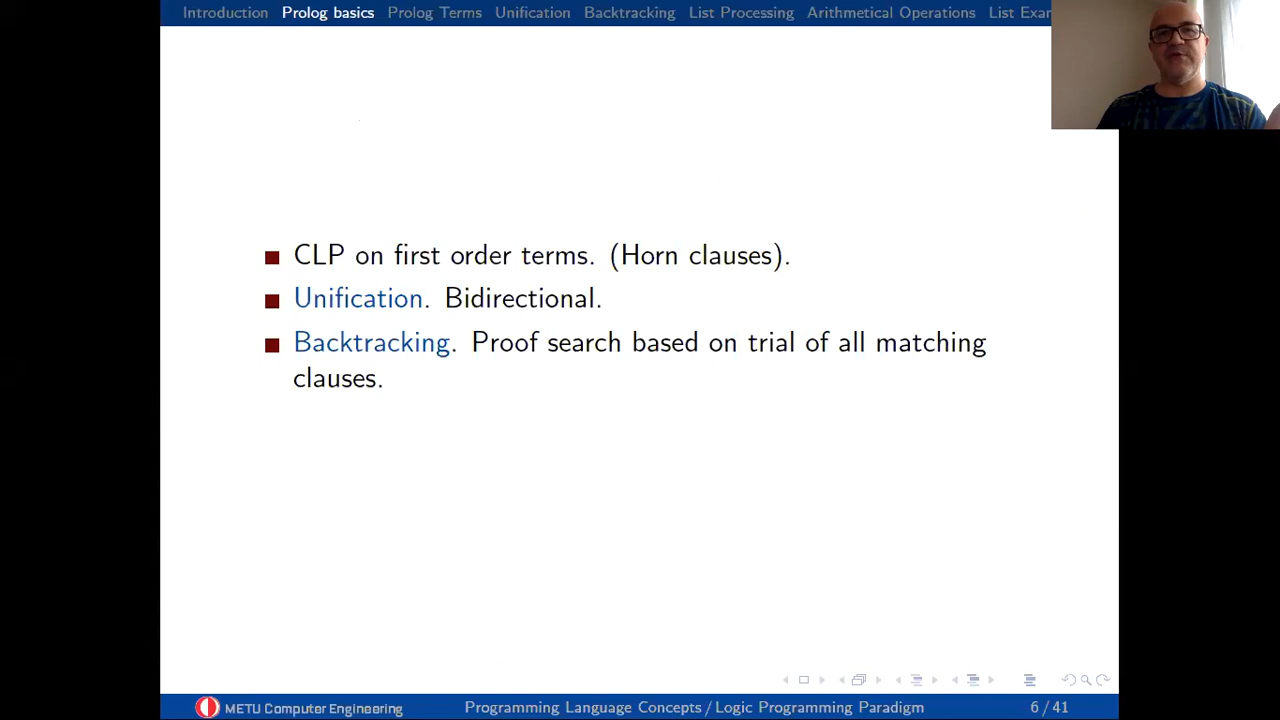 Introduction Prolog basics Prolog Terms Unification Backtracking List Processing Arithmetical Operations List Exam
CLP on first order terms. (Horn clauses).
Unification. Bidirectional.
Backtracking. Proof search based on trial of all matching
clauses.
METU Computer Engineering Programming Language Concepts / Logic Programming Paradigm 6 / 41